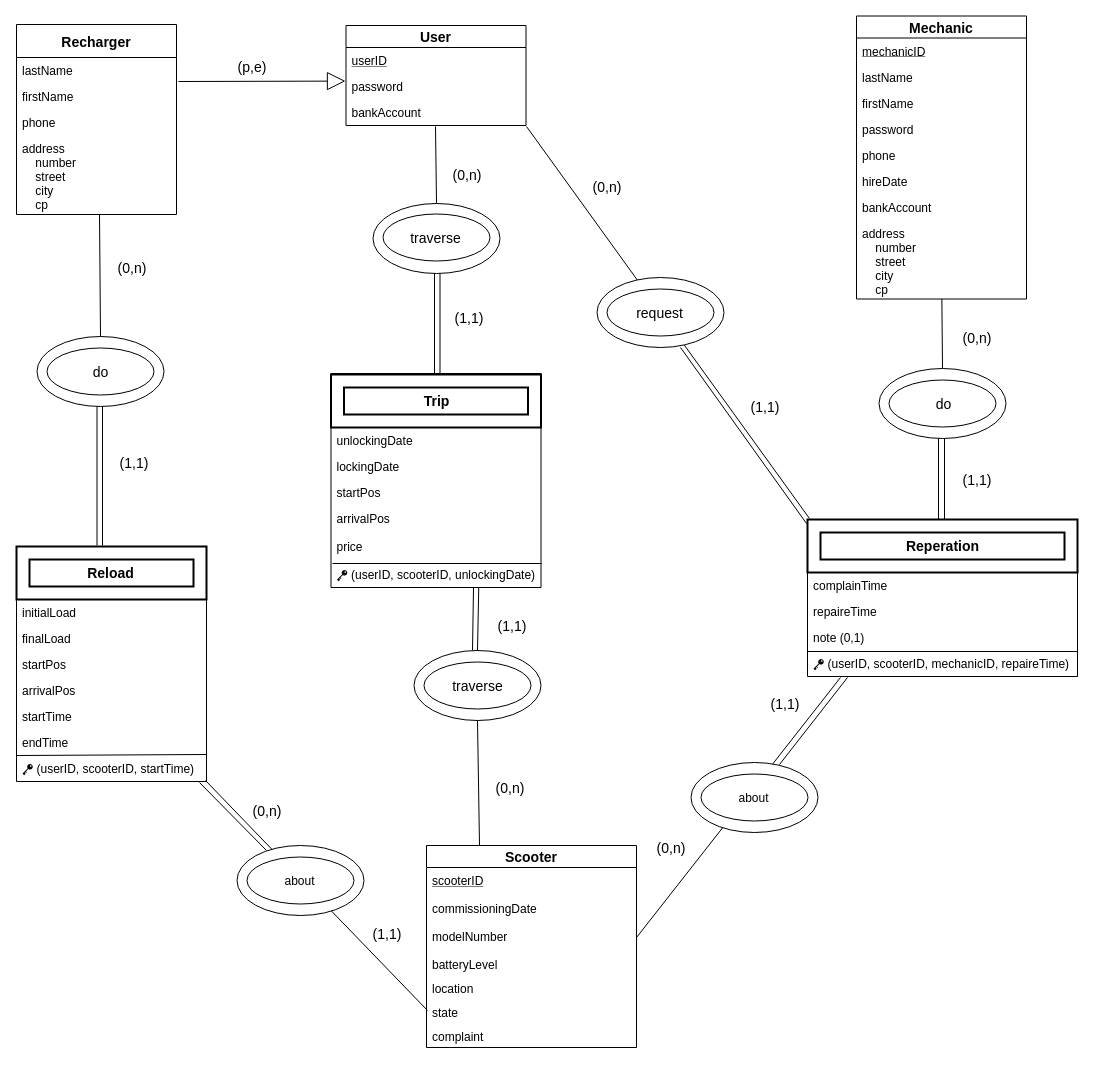 Recharger
lastName
firstName
phone
address
number
street
city
cp
(p,e)
User
userID
password
bankAccount
Mechanic
mechanicID
lastName
firstName
password
phone
hireDate
bankAccount
address
number
street
city
cp
(0,n)
do
(1,1)
(0,n)
traverse
(1,1)
(0,n)
request
(1,1)
(0,n)
do
(1,1)
Trip
unlockingDate
lockingDate
startPos
arrivalPos
price
(userID, scooterID, unlockingDate)
Reload
initialLoad
finalLoad
startPos
arrivalPos
startTime
endTime
(userID, scooterID, startTime)
Reperation
complainTime
repaireTime
note (0,1)
(userID, scooterID, mechanicID, repaireTime)
(1,1)
traverse
(0,n)
(1,1)
about
(0,n)
(0,n)
about
(1,1)
Scooter
scooterID
commissioningDate
modelNumber
batteryLevel
location
state
complaint